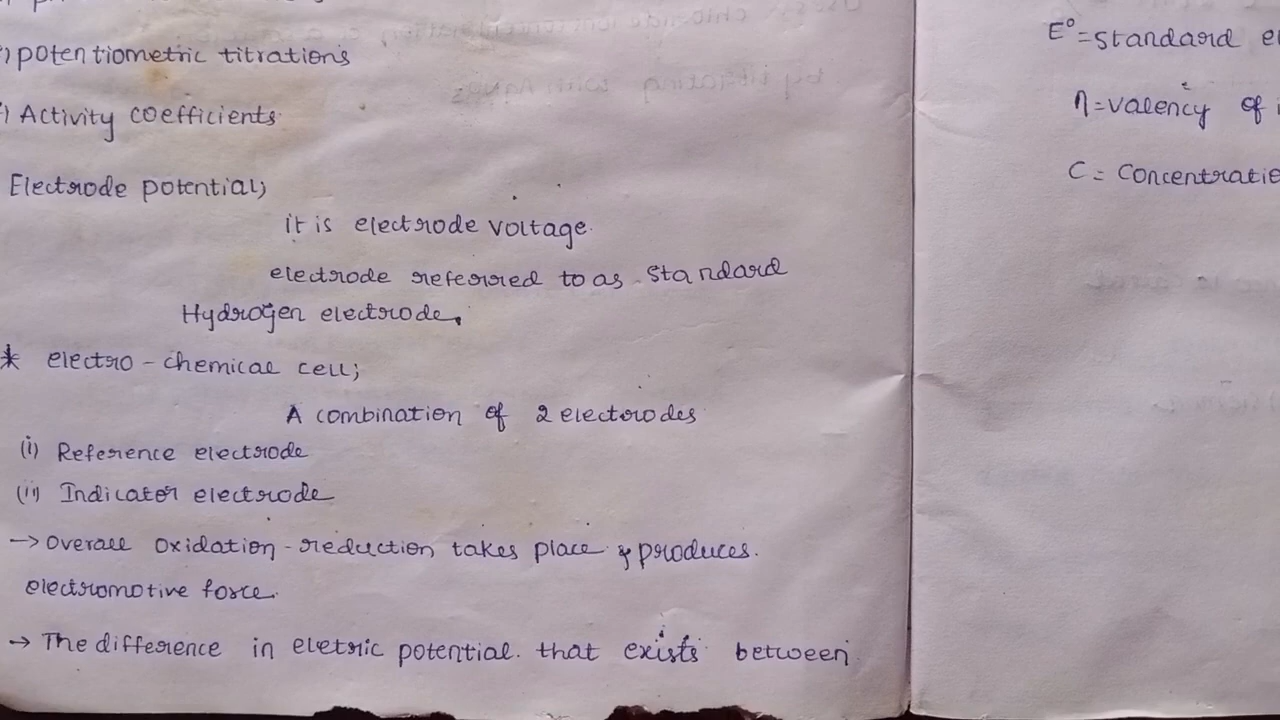 potentiometric titrations
Activity coefficients
Electrode potential;
it is electrode voltage.
electrode referred to as standard
Hydrogen electrode.
* electro - chemical cell;
A combination of 2 electrodes
(i) Reference electrode
(ii) Indicator electrode
→ Overall oxidation - reduction takes place & produces.
electromotive force.
→ The difference in eletric potential. that exists between
E°=standard
η=valency of
C = Concentratio